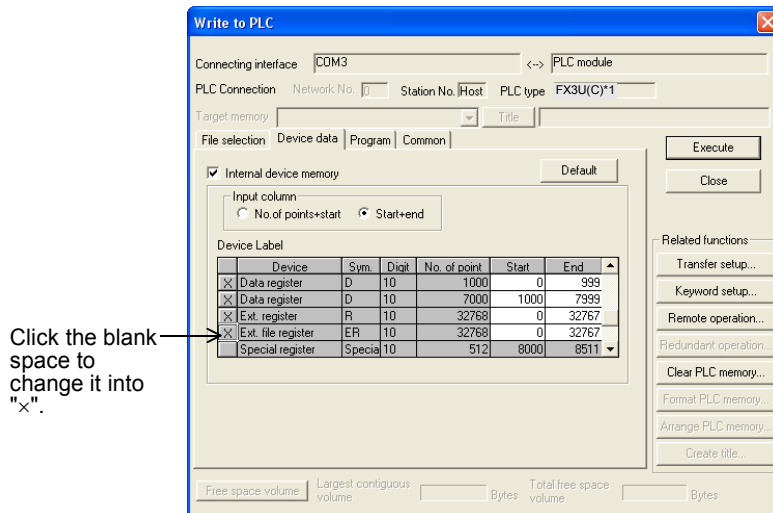 Write to PLC
Connecting interface COM3 <--> PLC module
PLC Connection Network No. 0 Station No. Host PLC type FX3U(C)*1
Target memory Title
File selection Device data Program Common
Execute
Internal device memory Default
Close
Input column
No.of points+start Start+end
Device Label
Related functions
Device Sym. Digit No. of point Start End
Transfer setup...
X Data register D 10 1000 0 999
X Data register D 10 7000 1000 7999
Keyword setup...
X Ext. register R 10 32768 0 32767
Remote operation...
X Ext. file register ER 10 32768 0 32767
Special register Specia 10 512 8000 8511
Redundant operation...
Clear PLC memory...
Format PLC memory...
Arrange PLC memory...
Create title...
Click the blank
space to
change it into
"×".
Free space volume Largest contiguous volume Bytes Total free space volume Bytes